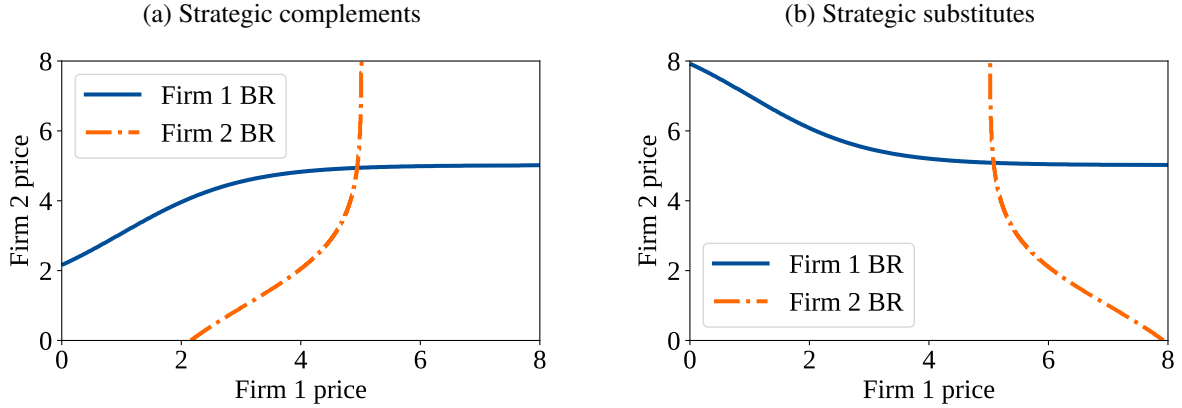 (a) Strategic complements
8
6
4
2
0
Firm 2 price
Firm 1 BR
Firm 2 BR
0 2 4 6 8
Firm 1 price
(b) Strategic substitutes
8
6
4
2
0
Firm 2 price
Firm 1 BR
Firm 2 BR
0 2 4 6 8
Firm 1 price